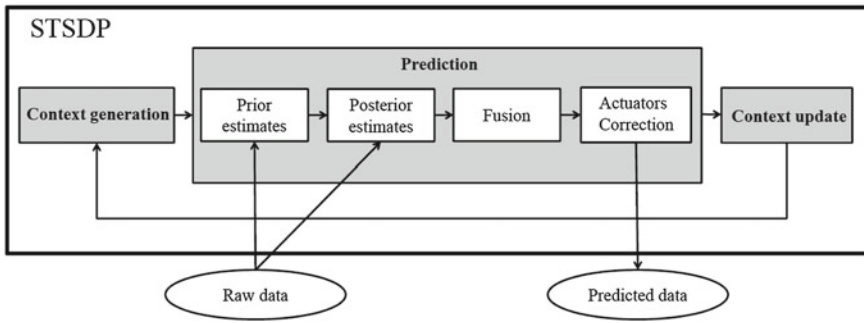 STSDP
Prediction
Context generation
Prior
estimates
Posterior
estimates
Fusion
Actuators
Correction
Context update
Raw data
Predicted data